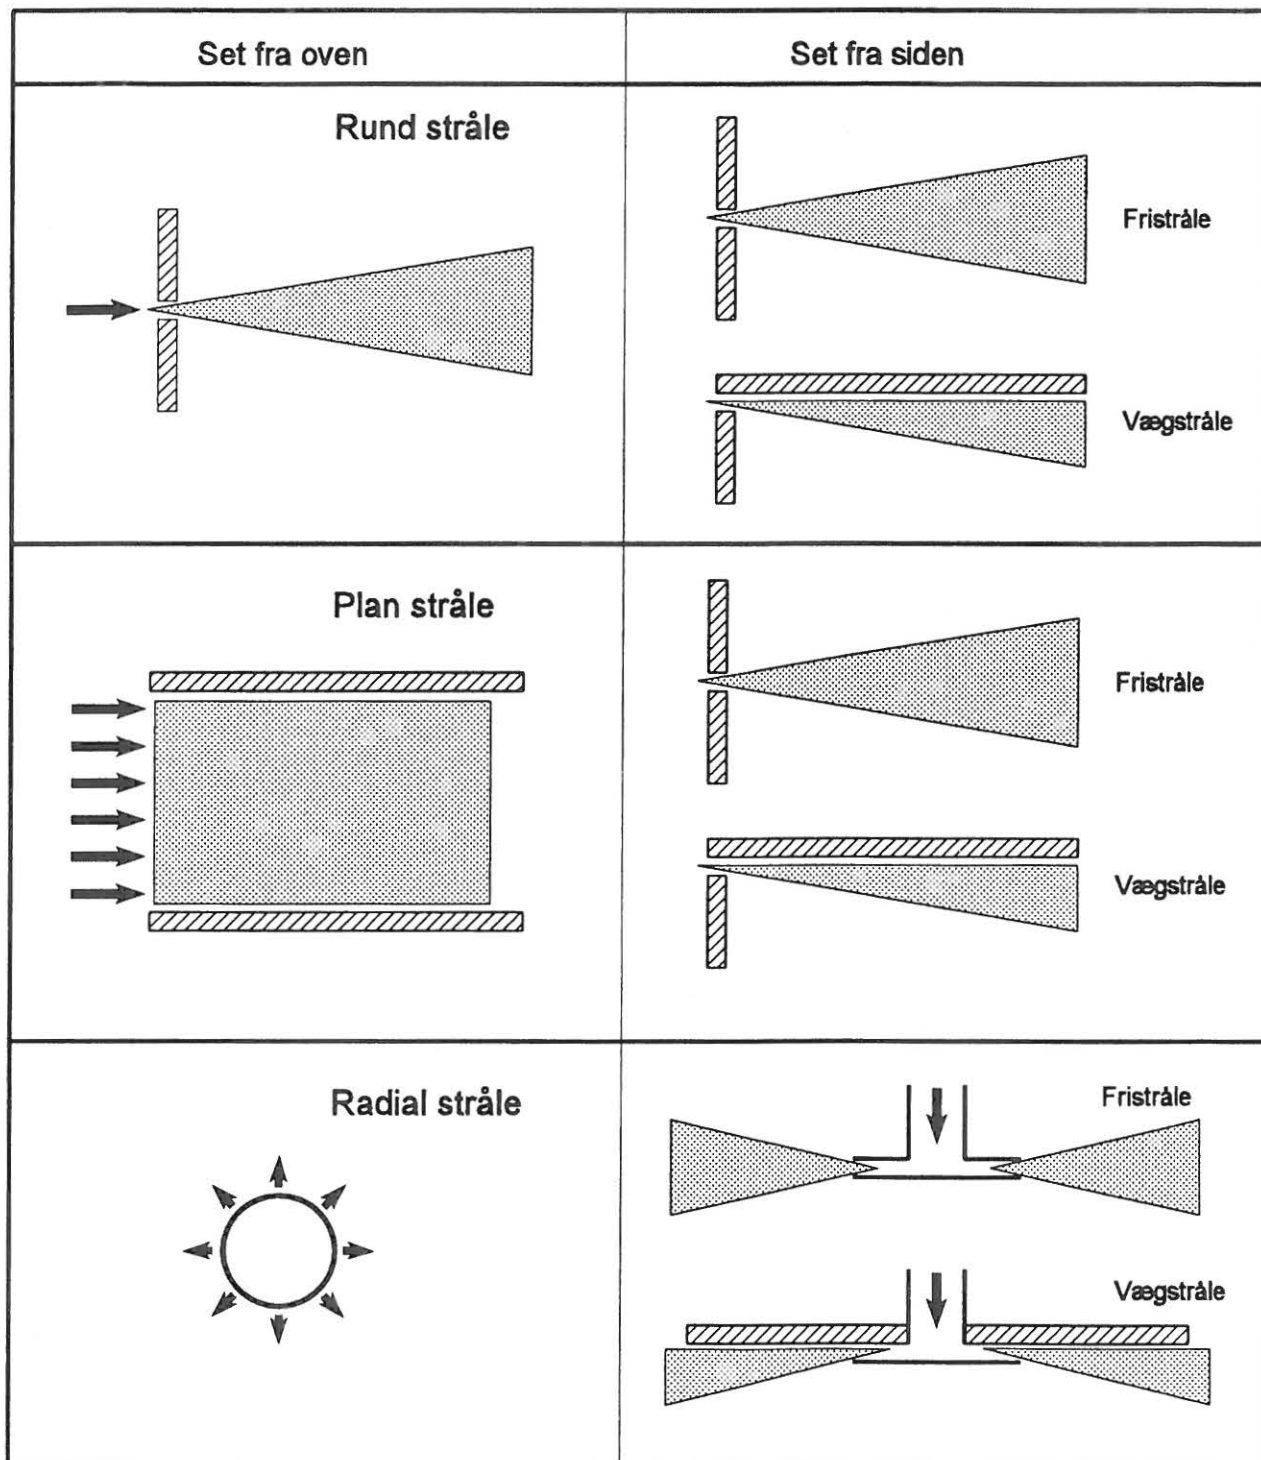 Set fra oven
Set fra siden
Rund stråle
Fristråle
Vægstråle
Plan stråle
Fristråle
Vægstråle
Radial stråle
Fristråle
Vægstråle